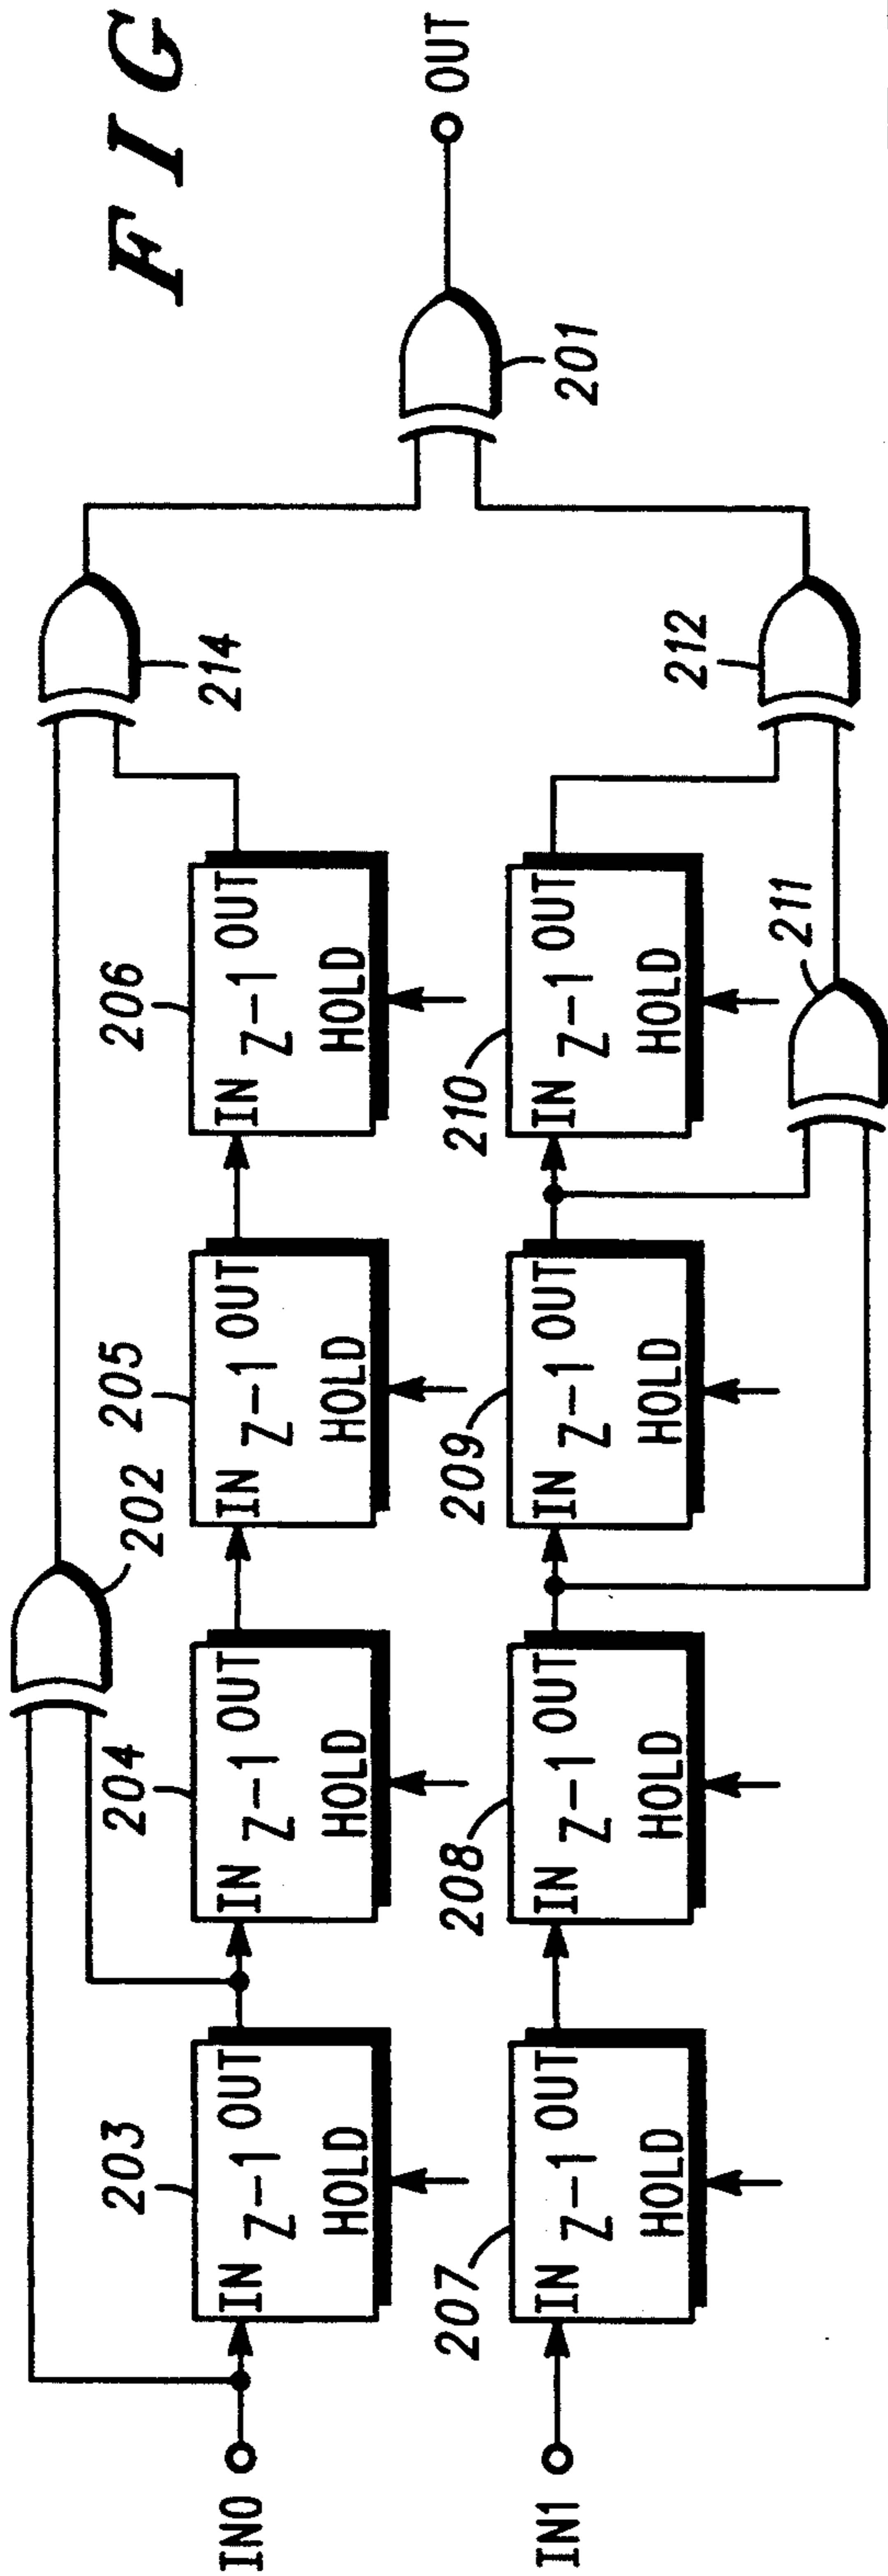 FIG
202
214
203
204
205
206
IN OUT
Z-1
HOLD
IN OUT
Z-1
HOLD
IN OUT
Z-1
HOLD
IN OUT
Z-1
HOLD
IN0
201
OUT
207
208
209
210
IN OUT
Z-1
HOLD
IN OUT
Z-1
HOLD
IN OUT
Z-1
HOLD
IN OUT
Z-1
HOLD
IN1
212
211